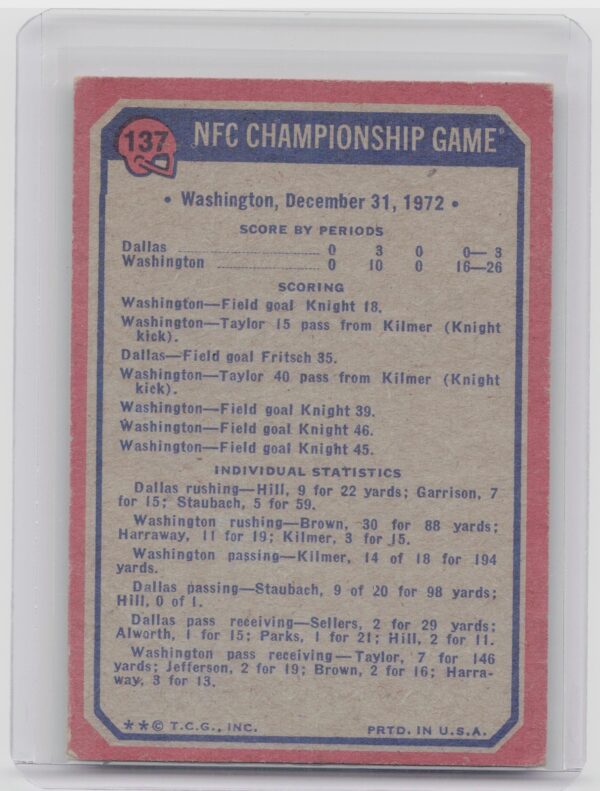 137 NFC CHAMPIONSHIP GAME
• Washington, December 31, 1972 •
SCORE BY PERIODS
Dallas 0 3 0 0— 3
Washington 0 10 0 16—26
SCORING
Washington—Field goal Knight 18.
Washington—Taylor 15 pass from Kilmer (Knight
kick).
Dallas—Field goal Fritsch 35.
Washington—Taylor 40 pass from Kilmer (Knight
kick).
Washington—Field goal Knight 39.
Washington—Field goal Knight 46.
Washington—Field goal Knight 45.
INDIVIDUAL STATISTICS
Dallas rushing—Hill, 9 for 22 yards; Garrison, 7
for 15; Staubach, 5 for 59.
Washington rushing—Brown, 30 for 88 yards;
Harraway, 11 for 19; Kilmer, 3 for 15.
Washington passing—Kilmer, 14 of 18 for 194
yards.
Dallas passing—Staubach, 9 of 20 for 98 yards;
Hill, 0 of 1.
Dallas pass receiving—Sellers, 2 for 29 yards;
Alworth, 1 for 15; Parks, 1 for 21; Hill, 2 for 11.
Washington pass receiving—Taylor, 7 for 146
yards; Jefferson, 2 for 19; Brown, 2 for 16; Harra-
way, 3 for 13.
**© T.C.G., INC. PRTD. IN U.S.A.